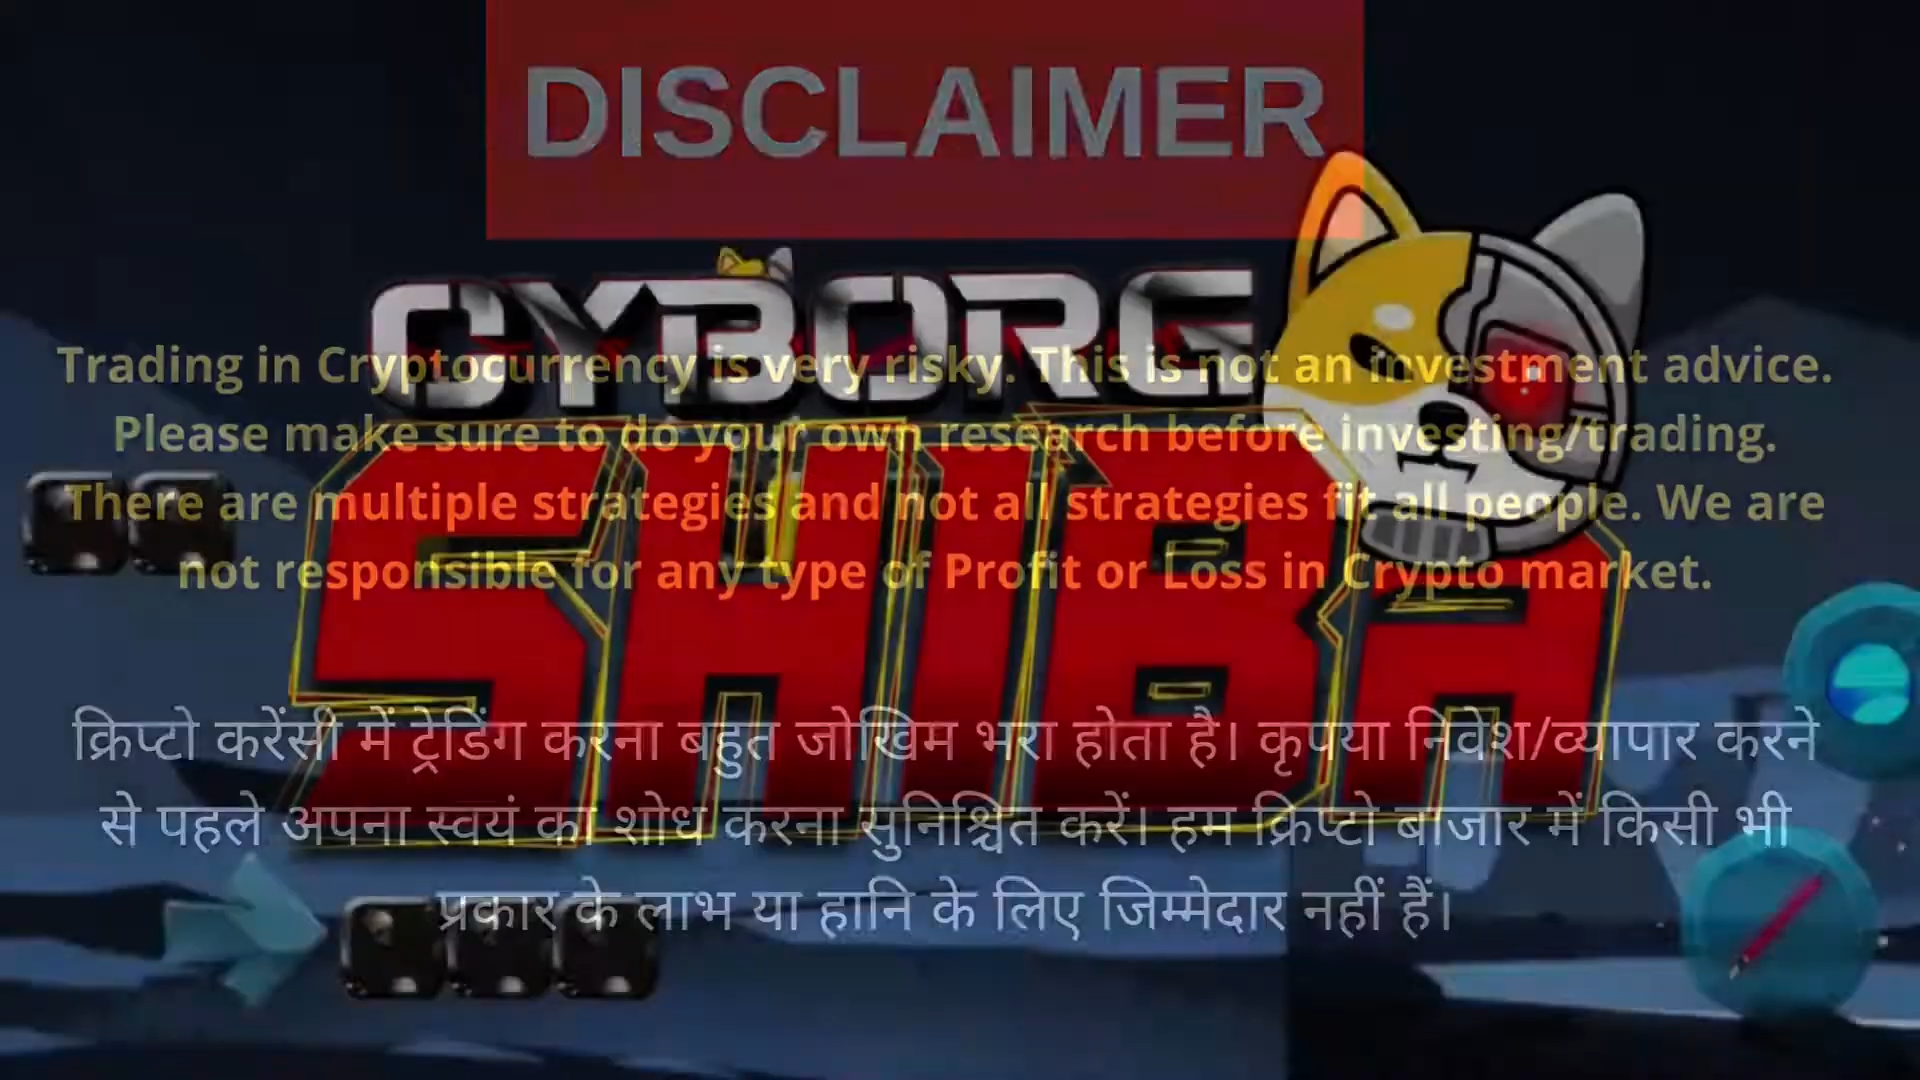 DISCLAIMER
CYBORG
SHIBA
Trading in Cryptocurrency is very risky. This is not an investment advice.
Please make sure to do your own research before investing/trading.
There are multiple strategies and not all strategies fit all people. We are
not responsible for any type of Profit or Loss in Crypto market.
क्रिप्टो करेंसी में ट्रेडिंग करना बहुत जोखिम भरा होता है। कृपया निवेश/व्यापार करने
से पहले अपना स्वयं का शोध करना सुनिश्चित करें। हम क्रिप्टो बाजार में किसी भी
प्रकार के लाभ या हानि के लिए जिम्मेदार नहीं हैं।